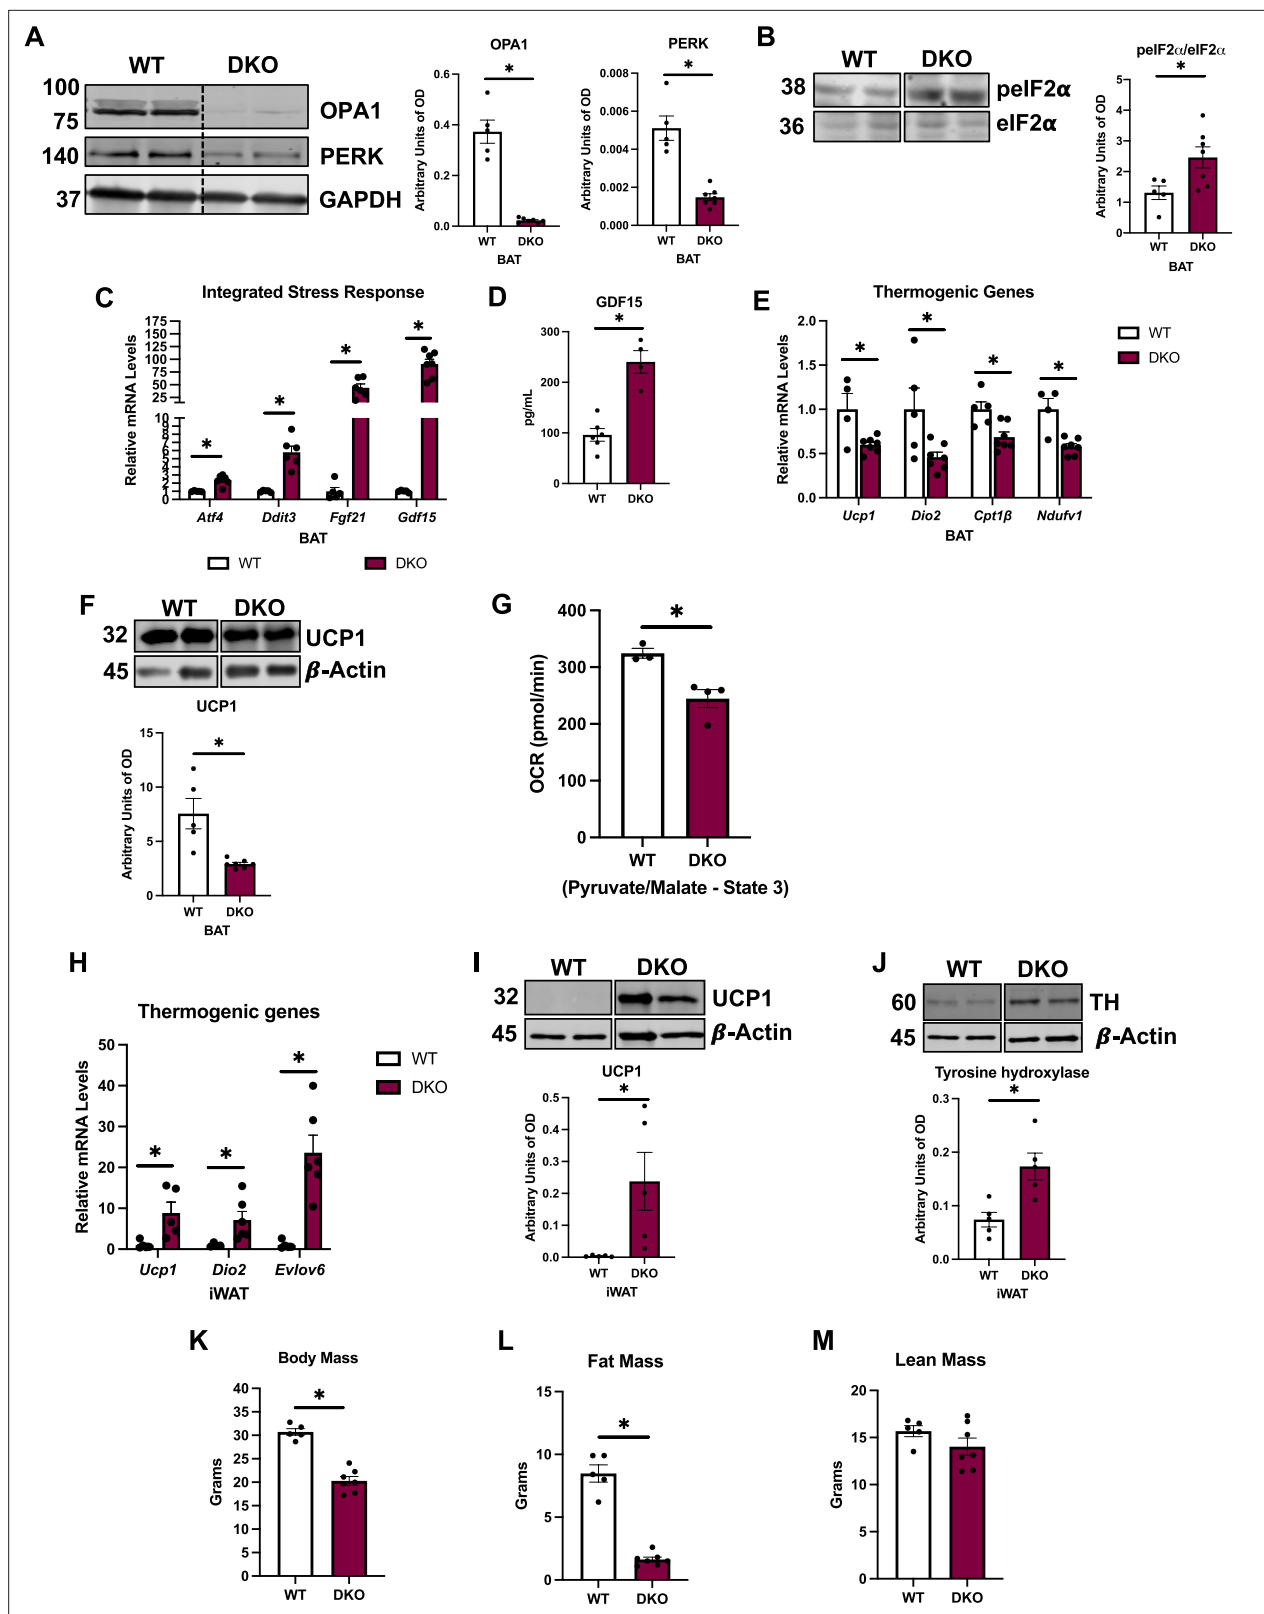 A
WT DKO
100
75
OPA1
140
PERK
37
GAPDH
OPA1
*
Arbitrary Units of OD
0.6
0.4
0.2
0.0
WT DKO
BAT
PERK
*
Arbitrary Units of OD
0.008
0.006
0.004
0.002
0.000
WT DKO
BAT
B
WT DKO
38
peIF2α
36
eIF2α
peIF2α/eIF2α
*
Arbitrary Units of OD
5
4
3
2
1
0
WT DKO
BAT
C
Integrated Stress Response
Relative mRNA Levels
175
150
125
100
75
50
25
10
8
6
5
4
3
2
1
0
* * * *
Atf4 Ddit3 Fgf21 Gdf15
BAT
WT DKO
D
GDF15
*
pg/mL
300
200
100
0
WT DKO
E
Thermogenic Genes
Relative mRNA Levels
2.0
1.5
1.0
0.5
0.0
* * * *
Ucp1 Dio2 Cpt1β Ndufv1
BAT
WT
DKO
F
WT DKO
32
UCP1
45
β-Actin
UCP1
*
Arbitrary Units of OD
15
10
5
0
WT DKO
BAT
G
*
OCR (pmol/min)
400
300
200
100
0
WT DKO
(Pyruvate/Malate - State 3)
H
Thermogenic genes
Relative mRNA Levels
50
40
30
20
10
0
* * *
Ucp1 Dio2 Evlov6
iWAT
WT
DKO
I
WT DKO
32
UCP1
45
β-Actin
UCP1
*
Arbitrary Units of OD
0.5
0.4
0.3
0.2
0.1
0.0
WT DKO
iWAT
J
WT DKO
60
TH
45
β-Actin
Tyrosine hydroxylase
*
Arbitrary Units of OD
0.3
0.2
0.1
0.0
WT DKO
iWAT
K
Body Mass
*
Grams
40
35
30
25
20
15
10
5
0
WT DKO
L
Fat Mass
*
Grams
15
10
5
0
WT DKO
M
Lean Mass
Grams
20
15
10
5
0
WT DKO